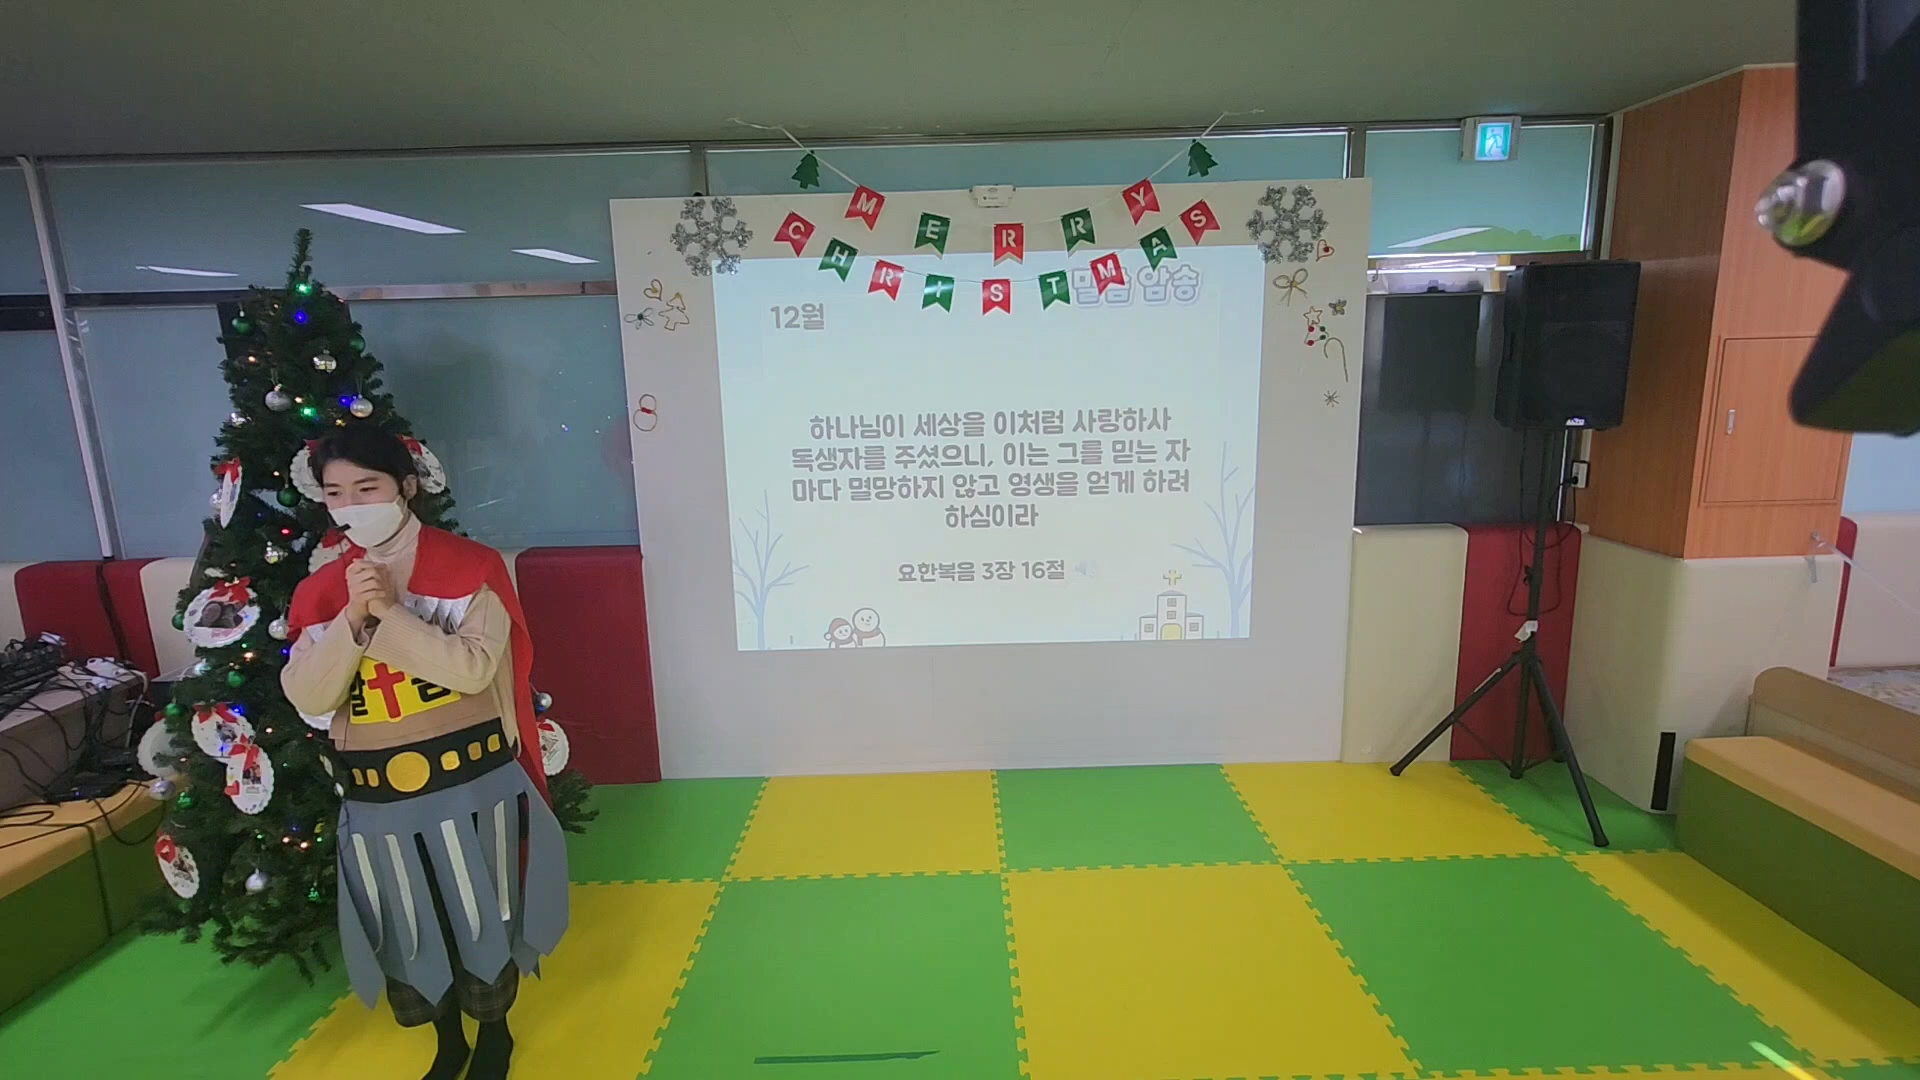 MERRY
CHRISTMAS
말씀 암송
12월
하나님이 세상을 이처럼 사랑하사
독생자를 주셨으니, 이는 그를 믿는 자
마다 멸망하지 않고 영생을 얻게 하려
하심이라
요한복음 3장 16절